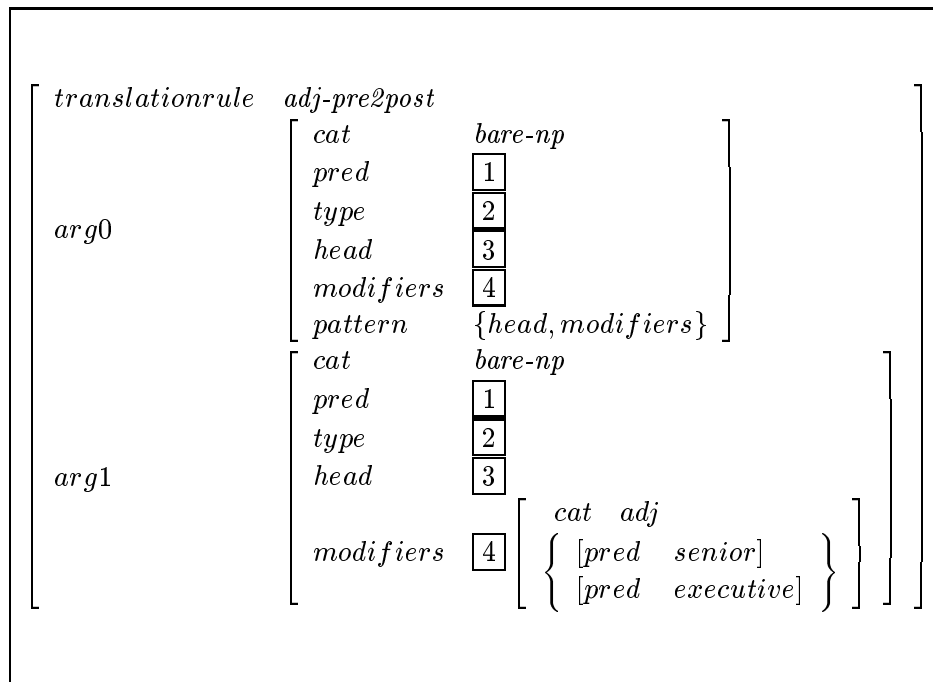 translationrule adj-pre2post
arg0
cat bare-np
pred 1
type 2
head 3
modifiers 4
pattern {head, modifiers}
arg1
cat bare-np
pred 1
type 2
head 3
modifiers 4
cat adj
[pred senior]
[pred executive]